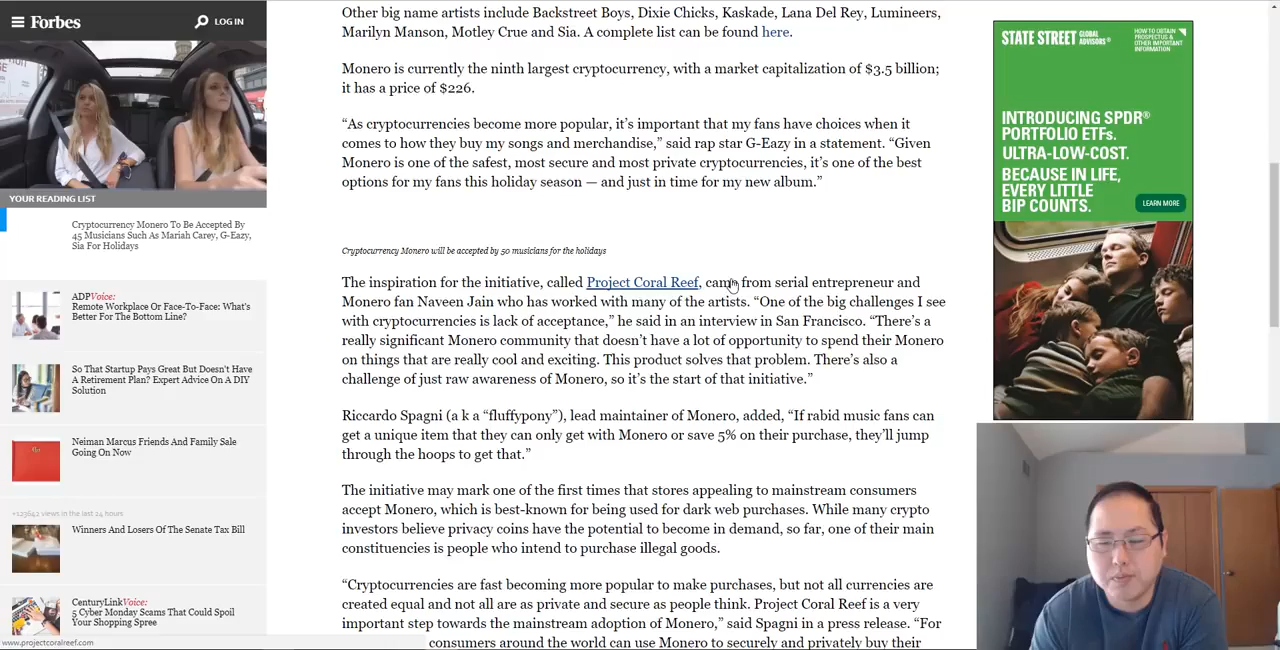 Forbes
LOG IN
YOUR READING LIST
Cryptocurrency Monero To Be Accepted By
45 Musicians Such As Mariah Carey, G-Eazy,
Sia For Holidays
ADPVoice:
Remote Workplace Or Face-To-Face: What's
Better For The Bottom Line?
So That Startup Pays Great But Doesn't Have
A Retirement Plan? Expert Advice On A DIY
Solution
Neiman Marcus Friends And Family Sale
Going On Now
views in the last 24 hours
Winners And Losers Of The Senate Tax Bill
CenturyLinkVoice:
5 Cyber Monday Scams That Could Spoil
Your Shopping Spree
www.projectcoralreef.com
Other big name artists include Backstreet Boys, Dixie Chicks, Kaskade, Lana Del Rey, Lumineers,
Marilyn Manson, Motley Crue and Sia. A complete list can be found here.
Monero is currently the ninth largest cryptocurrency, with a market capitalization of $3.5 billion;
it has a price of $226.
“As cryptocurrencies become more popular, it’s important that my fans have choices when it
comes to how they buy my songs and merchandise,” said rap star G-Eazy in a statement. “Given
Monero is one of the safest, most secure and most private cryptocurrencies, it’s one of the best
options for my fans this holiday season — and just in time for my new album.”
Cryptocurrency Monero will be accepted by 50 musicians for the holidays
The inspiration for the initiative, called Project Coral Reef, came from serial entrepreneur and
Monero fan Naveen Jain who has worked with many of the artists. “One of the big challenges I see
with cryptocurrencies is lack of acceptance,” he said in an interview in San Francisco. “There’s a
really significant Monero community that doesn’t have a lot of opportunity to spend their Monero
on things that are really cool and exciting. This product solves that problem. There’s also a
challenge of just raw awareness of Monero, so it’s the start of that initiative.”
Riccardo Spagni (a k a “fluffypony”), lead maintainer of Monero, added, “If rabid music fans can
get a unique item that they can only get with Monero or save 5% on their purchase, they’ll jump
through the hoops to get that.”
The initiative may mark one of the first times that stores appealing to mainstream consumers
accept Monero, which is best-known for being used for dark web purchases. While many crypto
investors believe privacy coins have the potential to become in demand, so far, one of their main
constituencies is people who intend to purchase illegal goods.
“Cryptocurrencies are fast becoming more popular to make purchases, but not all currencies are
created equal and not all are as private and secure as people think. Project Coral Reef is a very
important step towards the mainstream adoption of Monero,” said Spagni in a press release. “For
consumers around the world can use Monero to securely and privately buy their
STATE STREET GLOBAL ADVISORS®
HOW TO OBTAIN
PROSPECTUS &
OTHER IMPORTANT
INFORMATION
INTRODUCING SPDR®
PORTFOLIO ETFs.
ULTRA-LOW-COST.
BECAUSE IN LIFE,
EVERY LITTLE
BIP COUNTS.
LEARN MORE